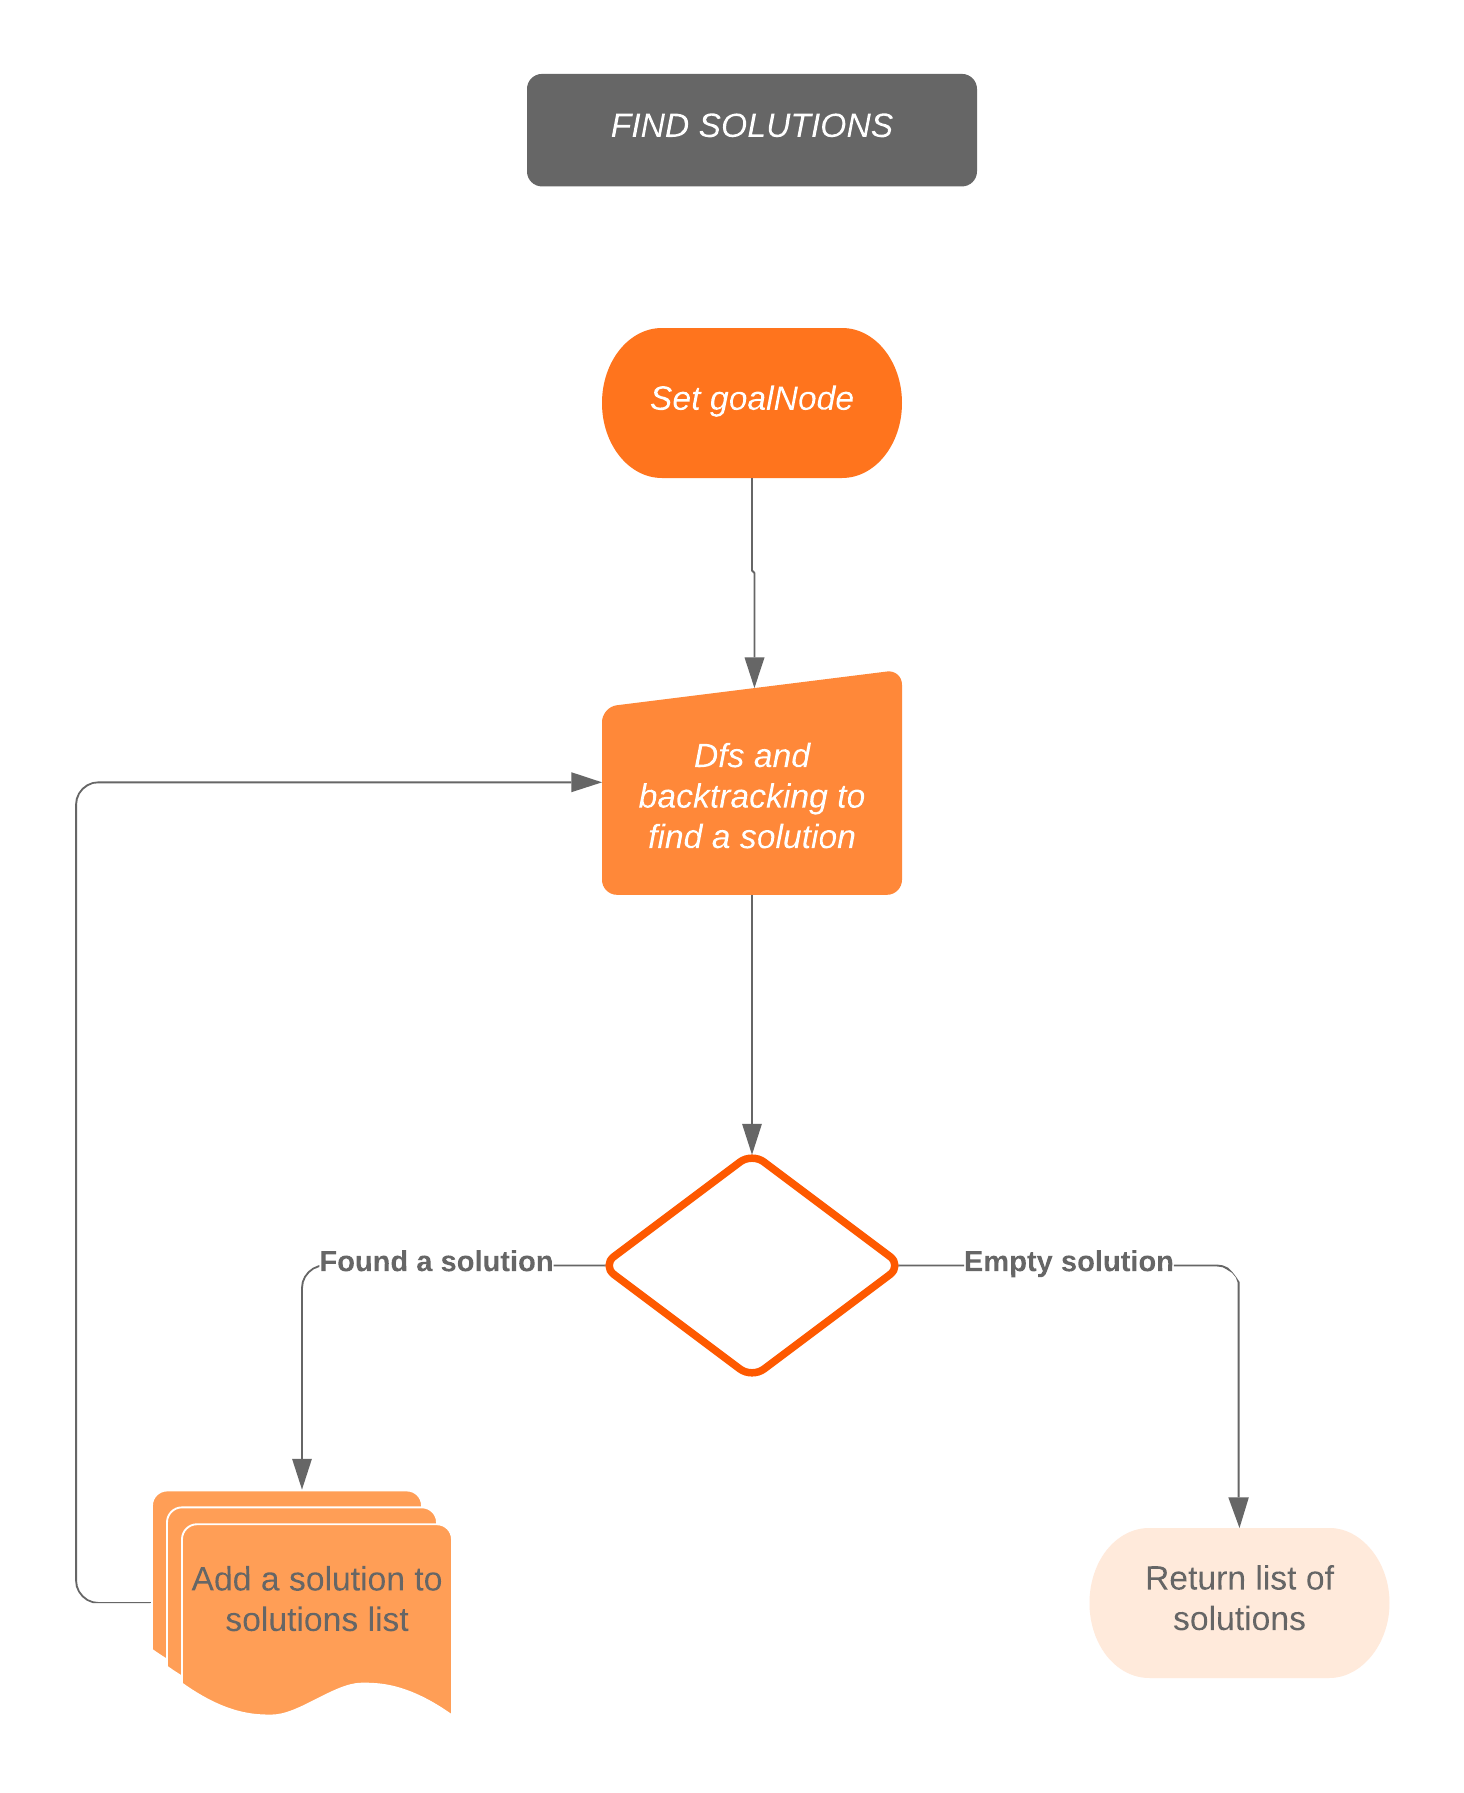 FIND SOLUTIONS
Set goalNode
Dfs and
backtracking to
find a solution
Found a solution
Empty solution
Add a solution to
solutions list
Return list of
solutions